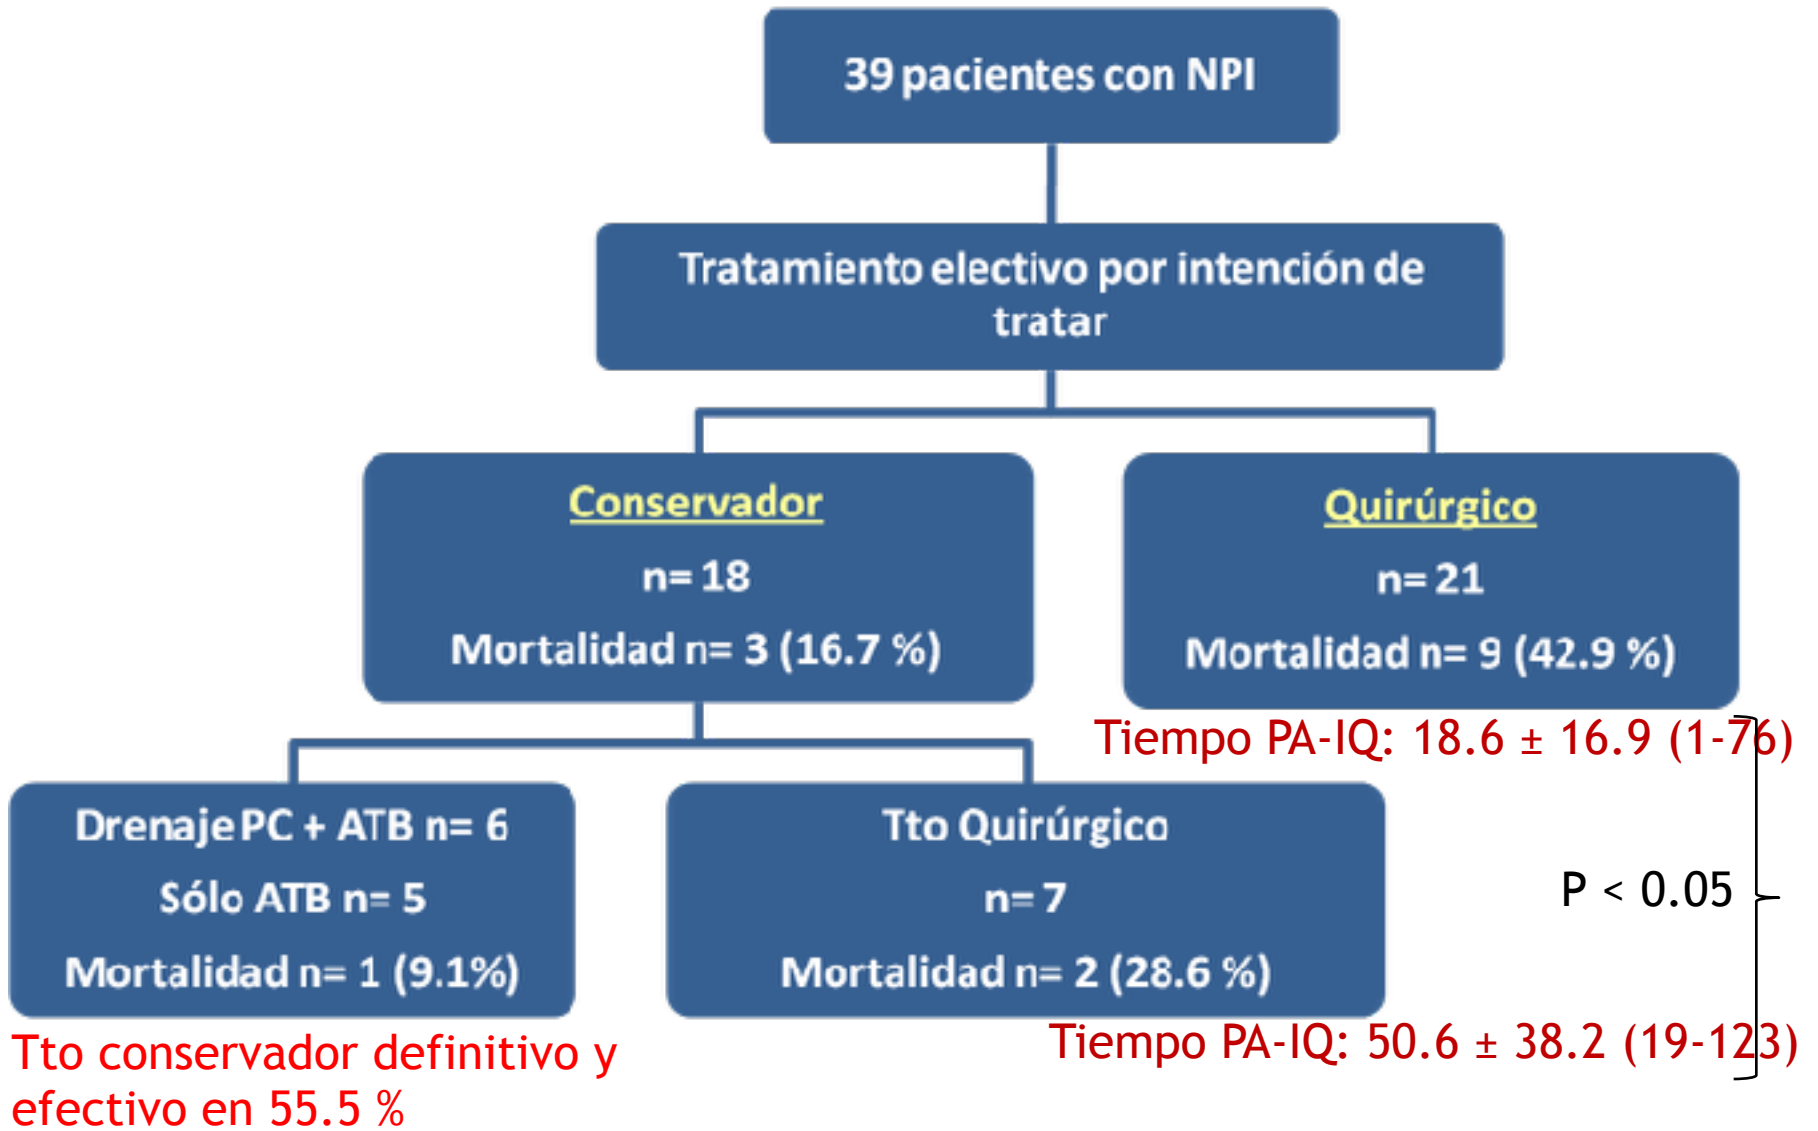 39 pacientes con NPI
Tratamiento electivo por intención de
tratar
Conservador
n= 18
Mortalidad n= 3 (16.7 %)
Quirúrgico
n= 21
Mortalidad n= 9 (42.9 %)
Tiempo PA-IQ: 18.6 ± 16.9 (1-76)
Drenaje PC + ATB n= 6
Sólo ATB n= 5
Mortalidad n= 1 (9.1%)
Tto Quirúrgico
n= 7
Mortalidad n= 2 (28.6 %)
P < 0.05
Tiempo PA-IQ: 50.6 ± 38.2 (19-123)
Tto conservador definitivo y
efectivo en 55.5 %